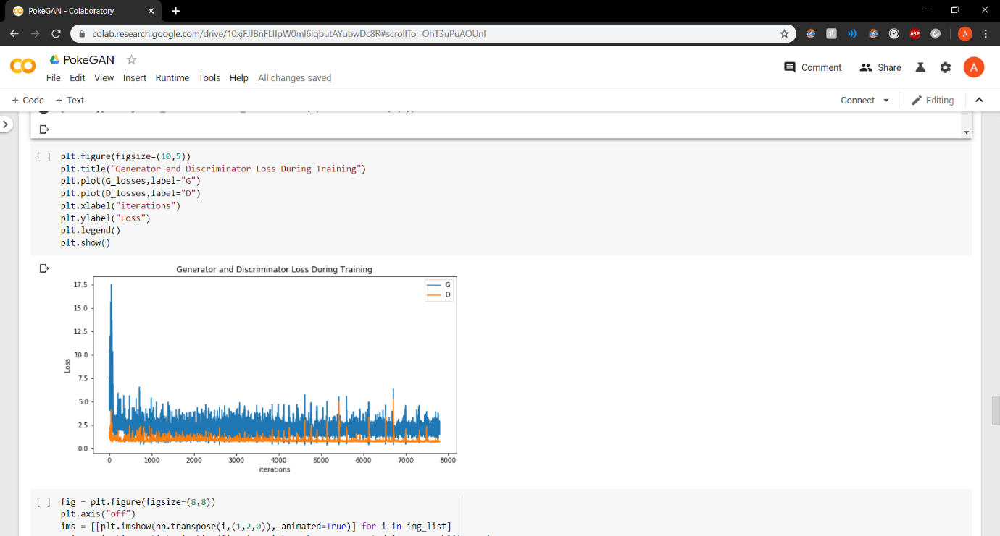 PokeGAN - Colaboratory
colab.research.google.com/drive/10xjFJJBnFLIIpW0ml6lqbutAYubwDc8R#scrollTo=OhT3uPuAOUnI
ABP
A
PokeGAN
File Edit View Insert Runtime Tools Help All changes saved
Comment
Share
A
+ Code + Text
Connect
Editing
[ ] plt.figure(figsize=(10,5))
plt.title("Generator and Discriminator Loss During Training")
plt.plot(G_losses,label="G")
plt.plot(D_losses,label="D")
plt.xlabel("iterations")
plt.ylabel("Loss")
plt.legend()
plt.show()
Generator and Discriminator Loss During Training
G
D
17.5
15.0
12.5
10.0
7.5
5.0
2.5
0.0
Loss
0 1000 2000 3000 4000 5000 6000 7000 8000
iterations
[ ] fig = plt.figure(figsize=(8,8))
plt.axis("off")
ims = [[plt.imshow(np.transpose(i,(1,2,0)), animated=True)] for i in img_list]